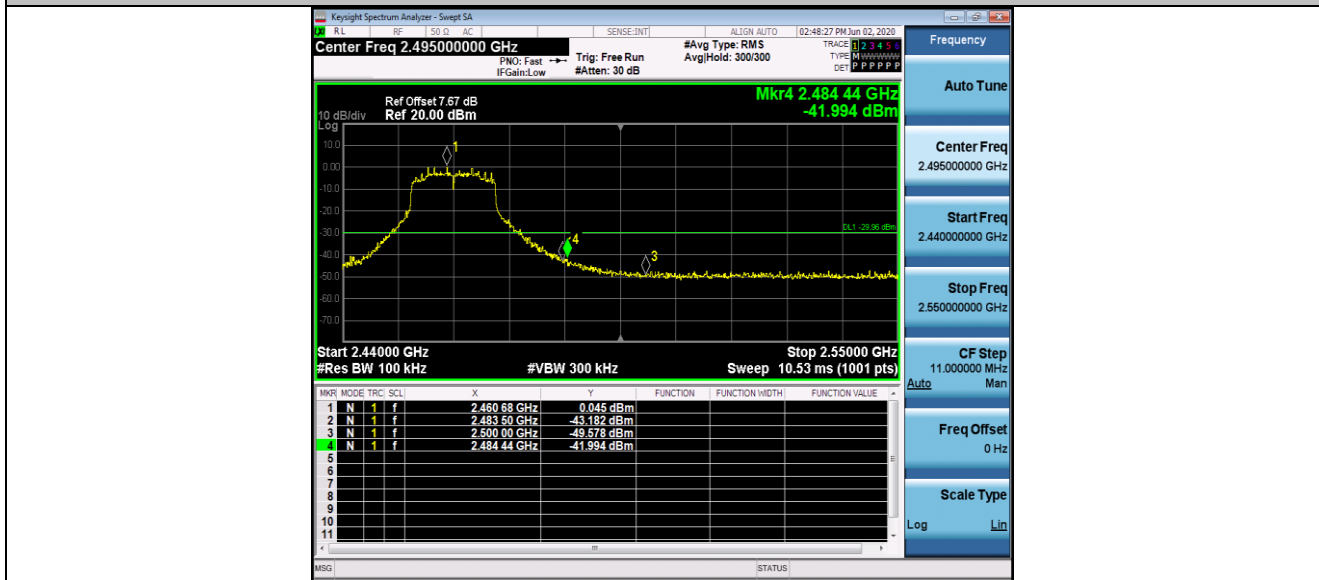 Keysight Spectrum Analyzer - Swept SA
RL RF 50 Ω AC SENSE:INT ALIGN AUTO 02:48:27 PM Jun 02, 2020
Center Freq 2.495000000 GHz
PNO: Fast
IFGain:Low
Trig: Free Run
#Atten: 30 dB
#Avg Type: RMS
Avg|Hold: 300/300
TRACE 1 2 3 4 5 6
TYPE M WWWWW
DET P P P P P P
Mkr4 2.484 44 GHz
-41.994 dBm
Ref Offset 7.67 dB
10 dB/div Ref 20.00 dBm
Log
10.0
0.00
-10.0
-20.0
-30.0
-40.0
-50.0
-60.0
-70.0
1
4
3
DL1 -29.96 dBm
Start 2.44000 GHz Stop 2.55000 GHz
#Res BW 100 kHz #VBW 300 kHz Sweep 10.53 ms (1001 pts)
MKR MODE TRC SCL X Y FUNCTION FUNCTION WIDTH FUNCTION VALUE
1 N 1 f 2.460 68 GHz 0.045 dBm
2 N 1 f 2.483 50 GHz -43.182 dBm
3 N 1 f 2.500 00 GHz -49.578 dBm
4 N 1 f 2.484 44 GHz -41.994 dBm
5
6
7
8
9
10
11
MSG STATUS
Frequency
Auto Tune
Center Freq
2.495000000 GHz
Start Freq
2.440000000 GHz
Stop Freq
2.550000000 GHz
CF Step
11.000000 MHz
Auto Man
Freq Offset
0 Hz
Scale Type
Log Lin